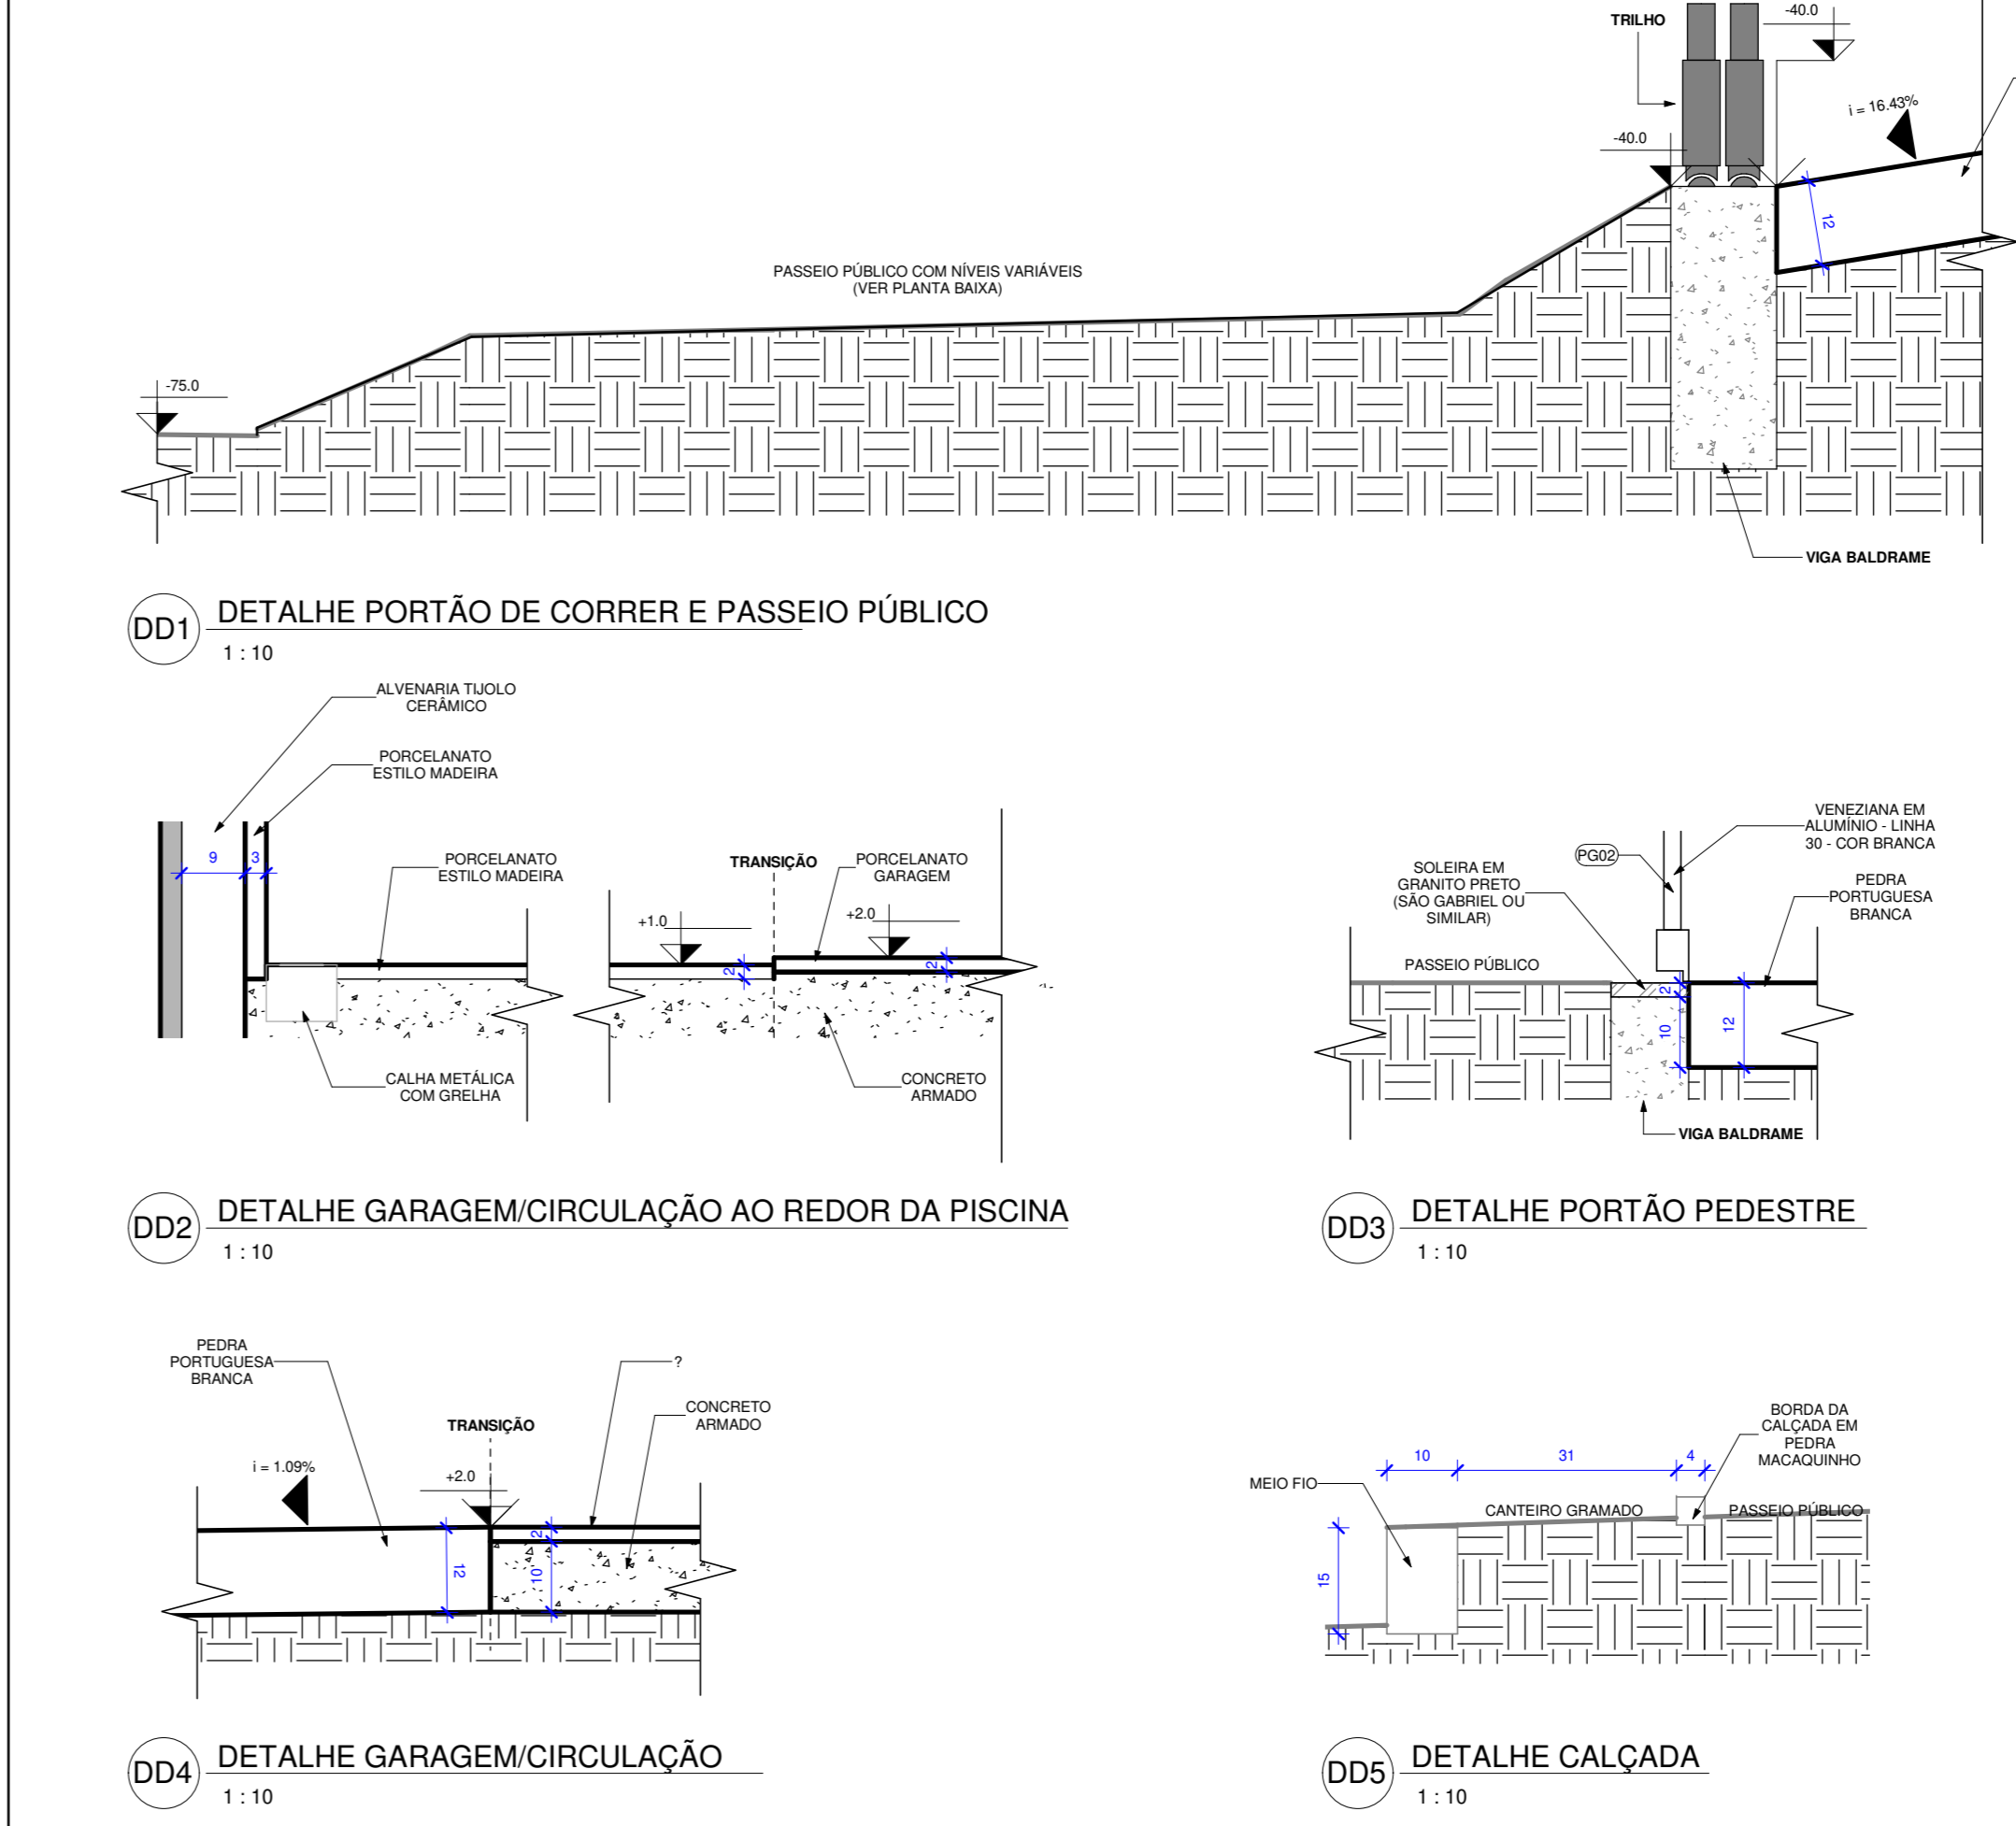 TRILHO
-40.0
i = 16.43%
-40.0
12
PASSEIO PÚBLICO COM NÍVEIS VARIÁVEIS
(VER PLANTA BAIXA)
-75.0
VIGA BALDRAME
DD1
DETALHE PORTÃO DE CORRER E PASSEIO PÚBLICO
1 : 10
ALVENARIA TIJOLO
CERÂMICO
PORCELANATO
ESTILO MADEIRA
9
3
PORCELANATO
ESTILO MADEIRA
TRANSIÇÃO
PORCELANATO
GARAGEM
+1.0
+2.0
2
2
CALHA METÁLICA
COM GRELHA
CONCRETO
ARMADO
DD2
DETALHE GARAGEM/CIRCULAÇÃO AO REDOR DA PISCINA
1 : 10
VENEZIANA EM
ALUMÍNIO - LINHA
30 - COR BRANCA
PG02
SOLEIRA EM
GRANITO PRETO
(SÃO GABRIEL OU
SIMILAR)
PEDRA
PORTUGUESA
BRANCA
PASSEIO PÚBLICO
2
10
12
VIGA BALDRAME
DD3
DETALHE PORTÃO PEDESTRE
1 : 10
PEDRA
PORTUGUESA
BRANCA
?
CONCRETO
ARMADO
TRANSIÇÃO
i = 1.09%
+2.0
2
12
10
DD4
DETALHE GARAGEM/CIRCULAÇÃO
1 : 10
BORDA DA
CALÇADA EM
PEDRA
MACAQUINHO
10
31
4
MEIO FIO
CANTEIRO GRAMADO
PASSEIO PÚBLICO
15
DD5
DETALHE CALÇADA
1 : 10